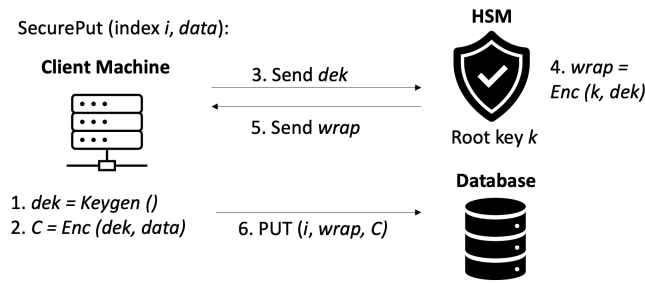 SecurePut (index i, data):
HSM
Client Machine
3. Send dek
4. wrap =
Enc (k, dek)
5. Send wrap
Root key k
Database
1. dek = Keygen ()
2. C = Enc (dek, data)
6. PUT (i, wrap, C)